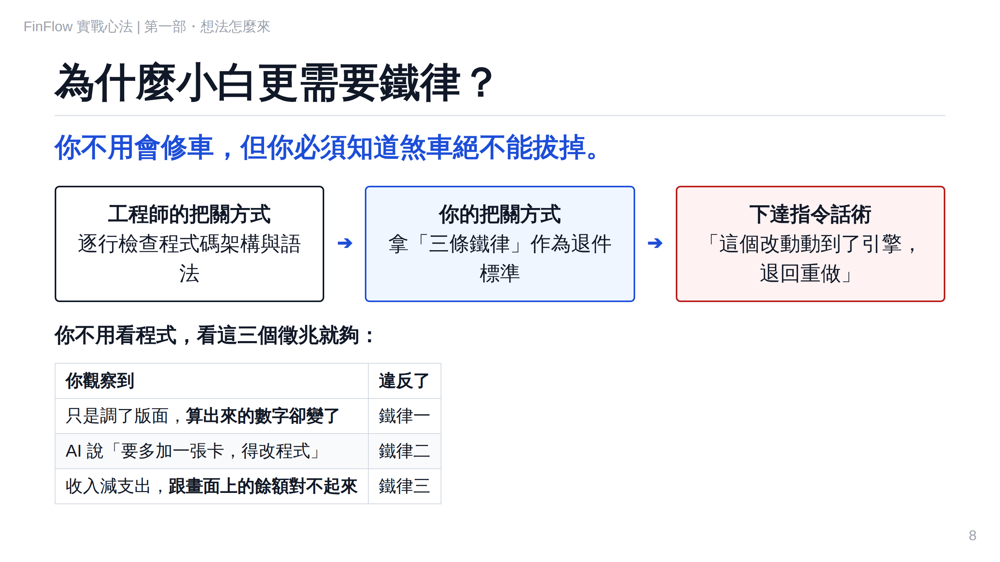 FinFlow 實戰心法 | 第一部・想法怎麼來
為什麼小白更需要鐵律？
你不用會修車，但你必須知道煞車絕不能拔掉。
工程師的把關方式
逐行檢查程式碼架構與語
法
➔
你的把關方式
拿「三條鐵律」作為退件
標準
➔
下達指令話術
「這個改動動到了引擎，
退回重做」
你不用看程式，看這三個徵兆就夠：
你觀察到 違反了
只是調了版面，算出來的數字卻變了 鐵律一
AI 說「要多加一張卡，得改程式」 鐵律二
收入減支出，跟畫面上的餘額對不起來 鐵律三
8